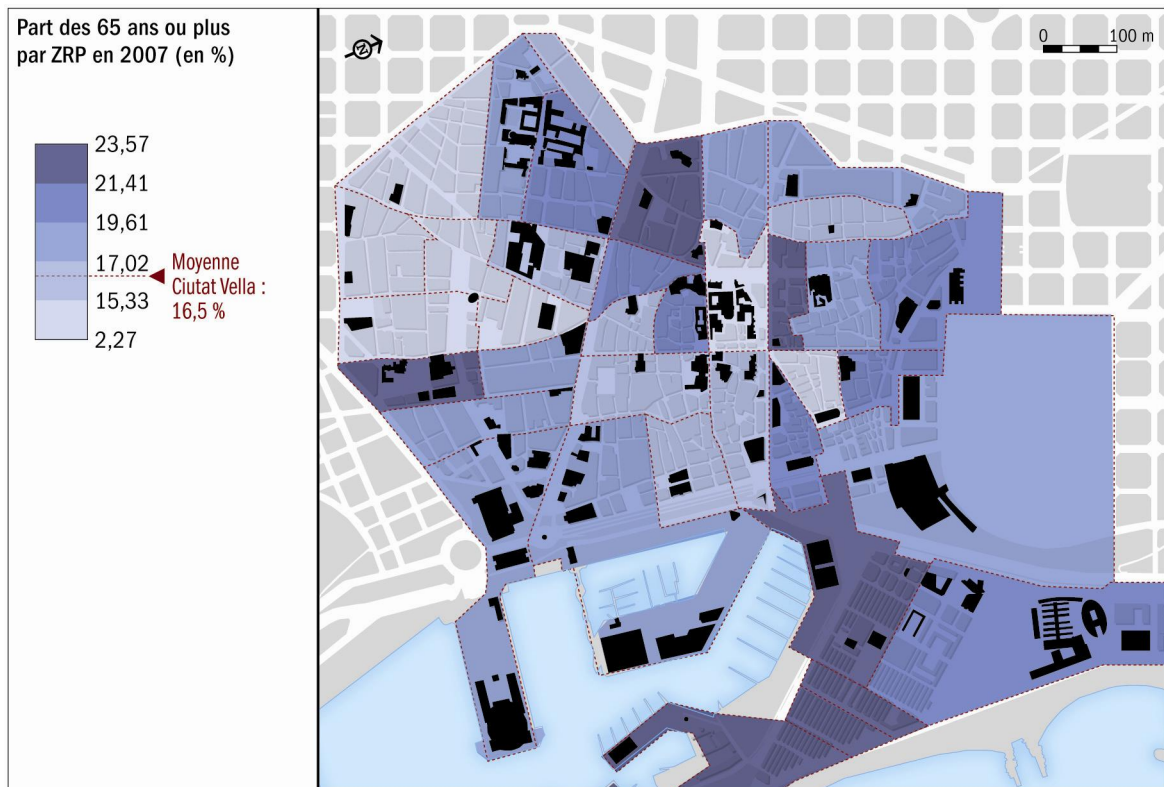 Part des 65 ans ou plus
par ZRP en 2007 (en %)
23,57
21,41
19,61
17,02
15,33
2,27
Moyenne
Ciutat Vella :
16,5 %
N
0 100 m